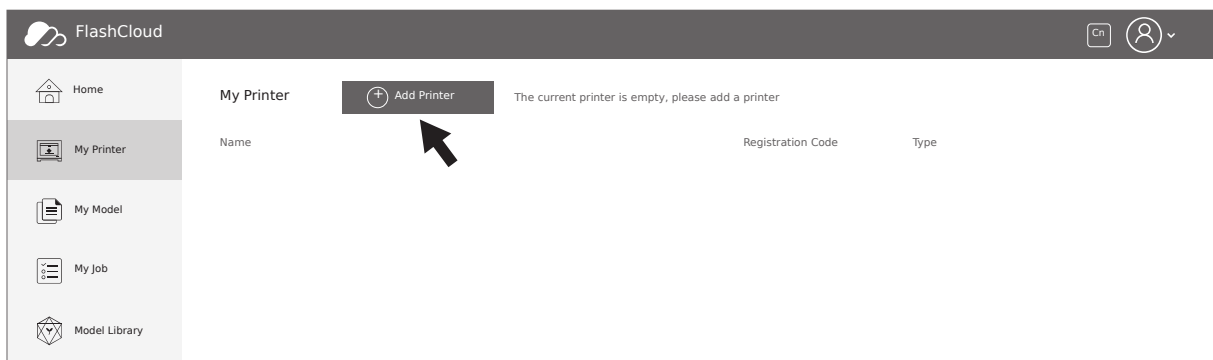 FlashCloud
Cn
Home
My Printer
Add Printer
The current printer is empty, please add a printer
My Printer
Name
Registration Code
Type
My Model
My Job
Model Library